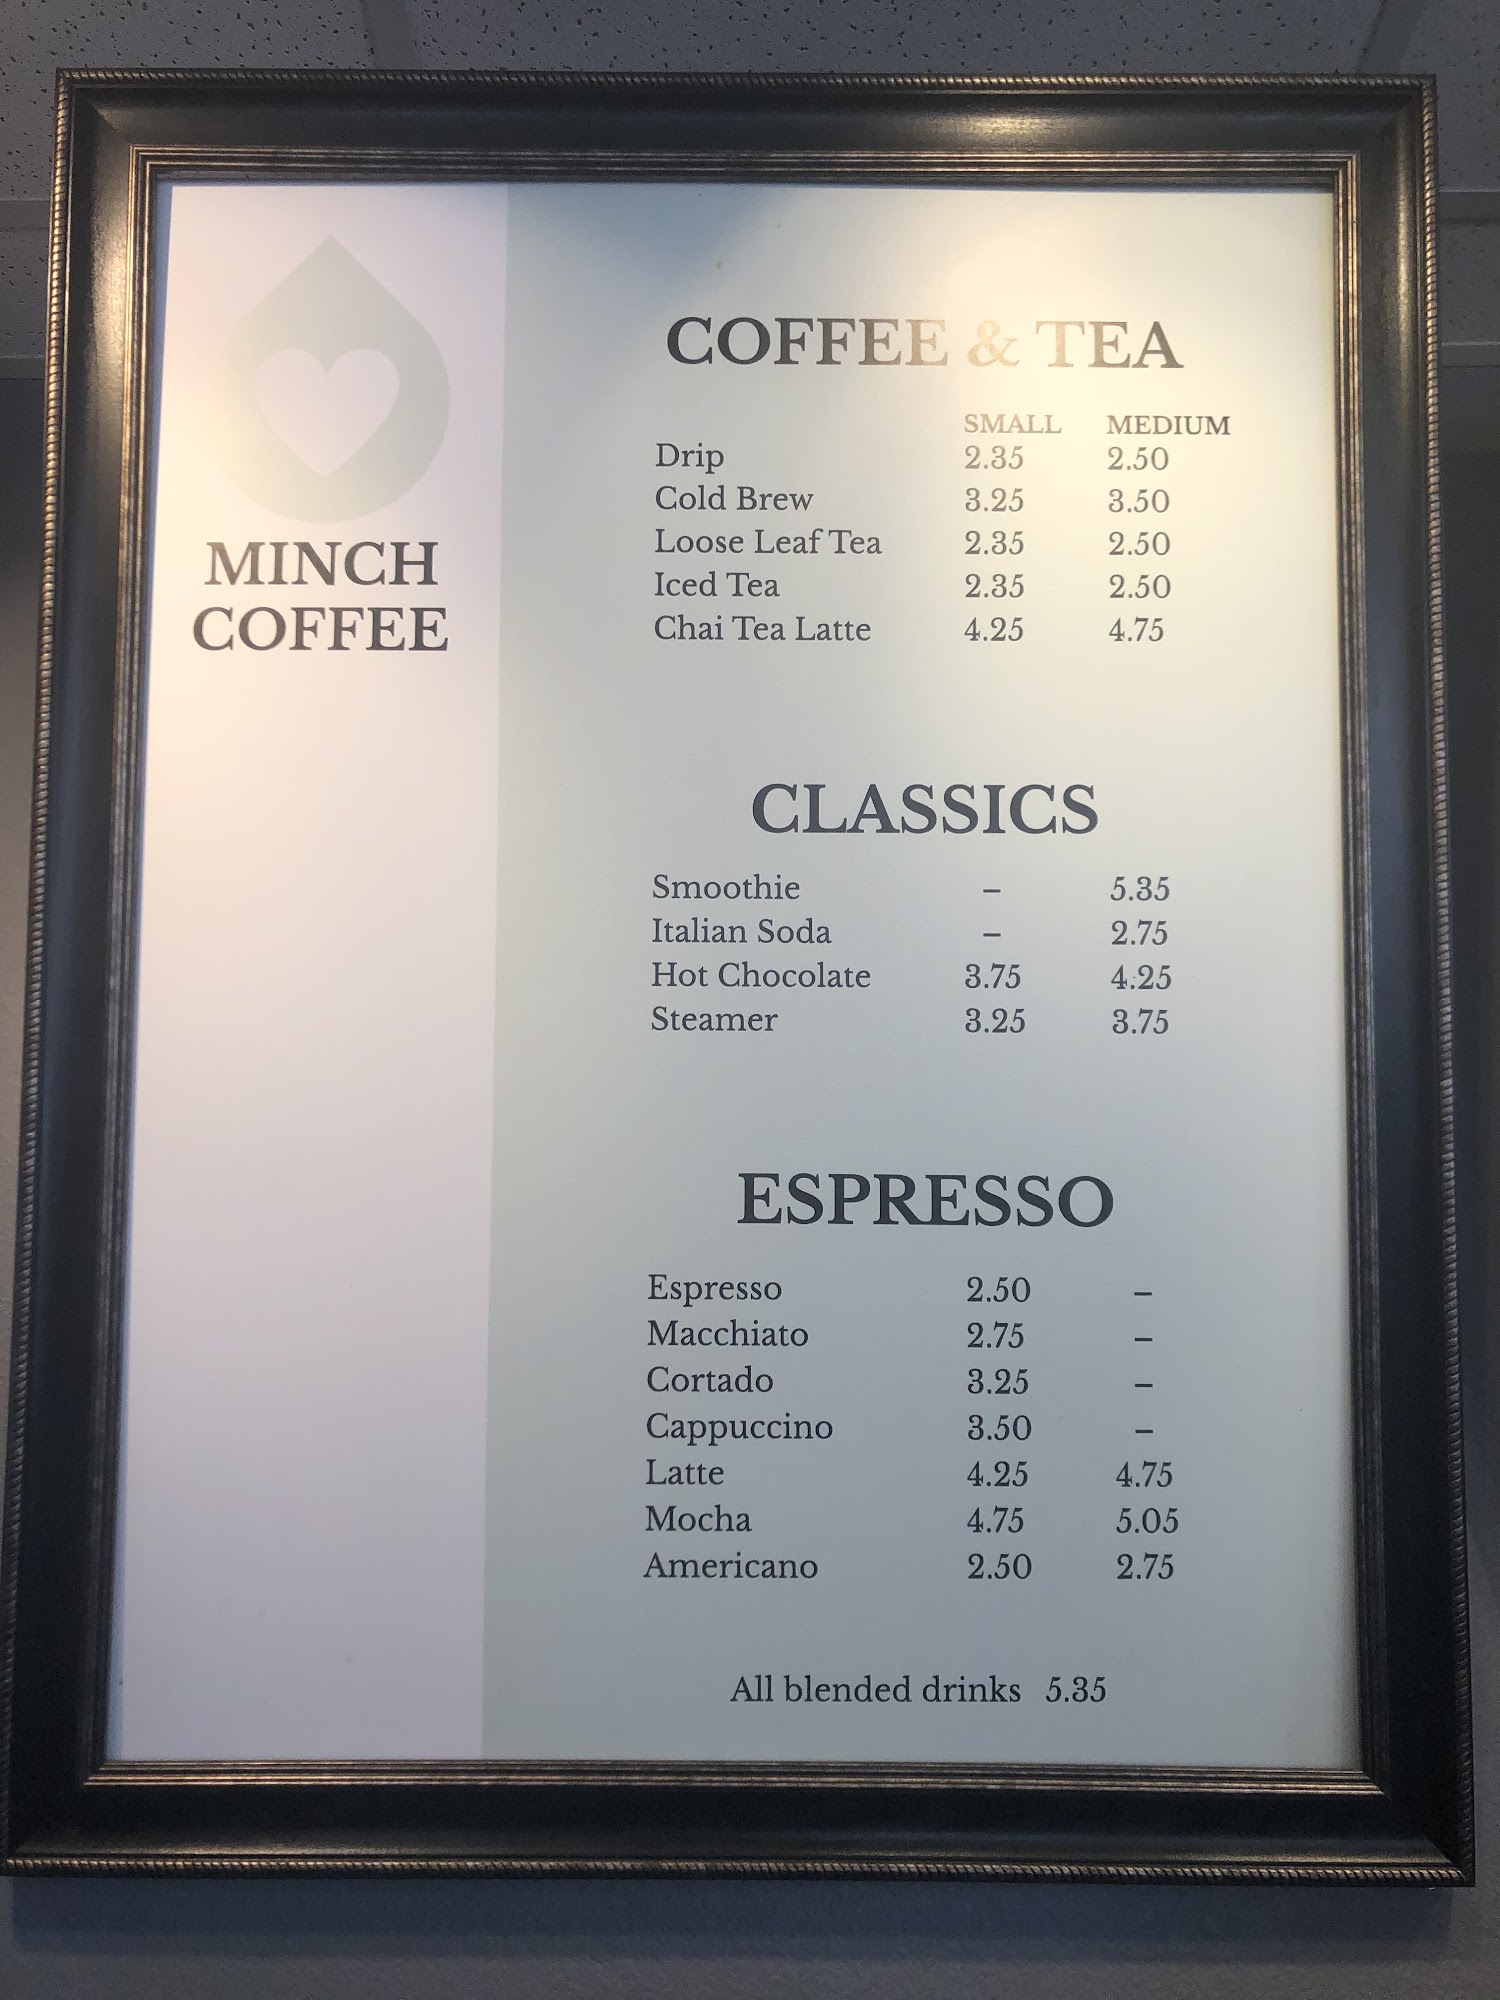 MINCH
COFFEE
COFFEE & TEA
SMALL MEDIUM
Drip 2.35 2.50
Cold Brew 3.25 3.50
Loose Leaf Tea 2.35 2.50
Iced Tea 2.35 2.50
Chai Tea Latte 4.25 4.75
CLASSICS
Smoothie – 5.35
Italian Soda – 2.75
Hot Chocolate 3.75 4.25
Steamer 3.25 3.75
ESPRESSO
Espresso 2.50 –
Macchiato 2.75 –
Cortado 3.25 –
Cappuccino 3.50 –
Latte 4.25 4.75
Mocha 4.75 5.05
Americano 2.50 2.75
All blended drinks 5.35